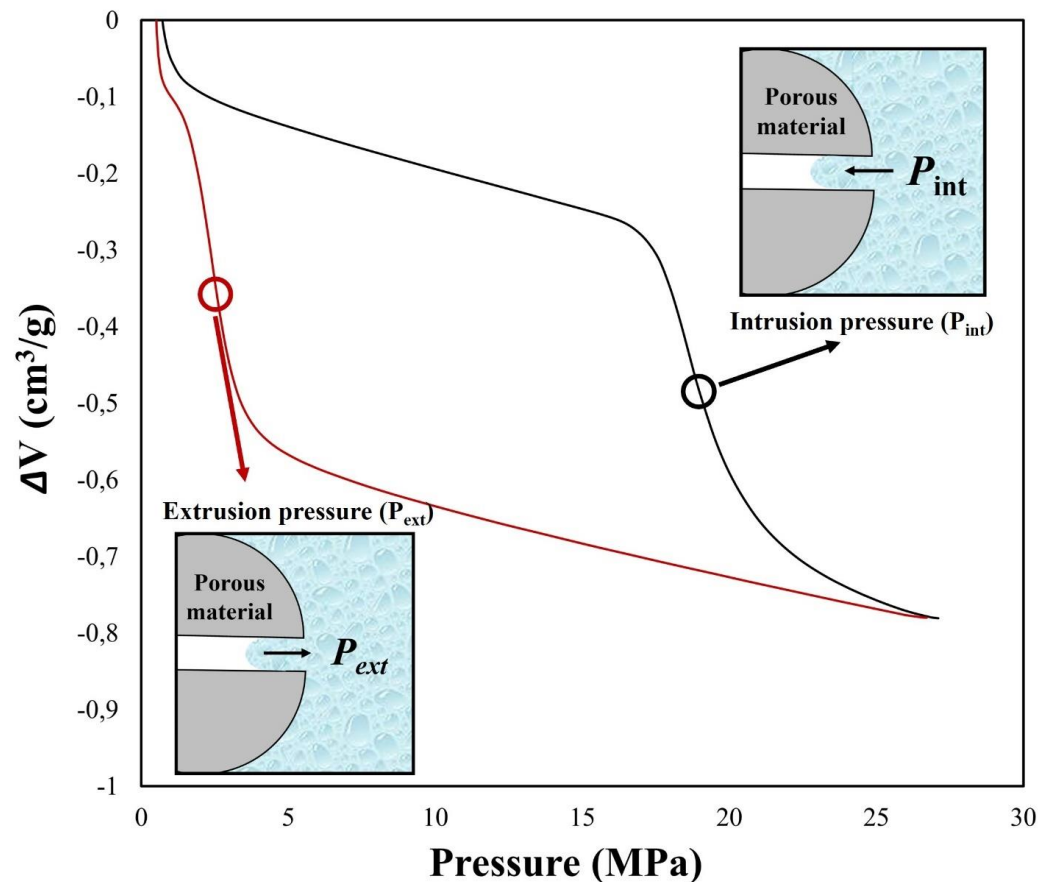 0
-0,1
-0,2
-0,3
-0,4
-0,5
-0,6
-0,7
-0,8
-0,9
-1
ΔV (cm³/g)
Porous
material
P_int
Intrusion pressure (P_int)
Extrusion pressure (P_ext)
Porous
material
P_ext
0 5 10 15 20 25 30
Pressure (MPa)